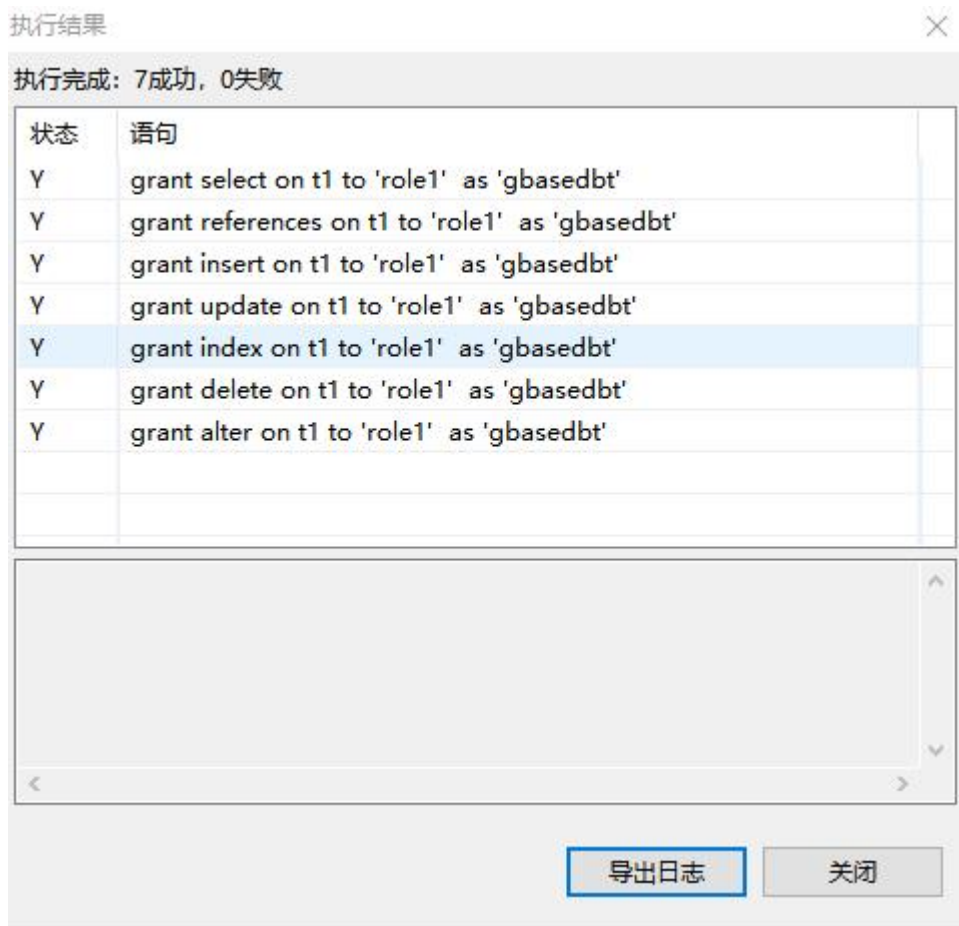 执行结果
执行完成：7成功，0失败
状态 语句
Y grant select on t1 to 'role1'  as 'gbasedbt'
Y grant references on t1 to 'role1'  as 'gbasedbt'
Y grant insert on t1 to 'role1'  as 'gbasedbt'
Y grant update on t1 to 'role1'  as 'gbasedbt'
Y grant index on t1 to 'role1'  as 'gbasedbt'
Y grant delete on t1 to 'role1'  as 'gbasedbt'
Y grant alter on t1 to 'role1'  as 'gbasedbt'
导出日志 关闭